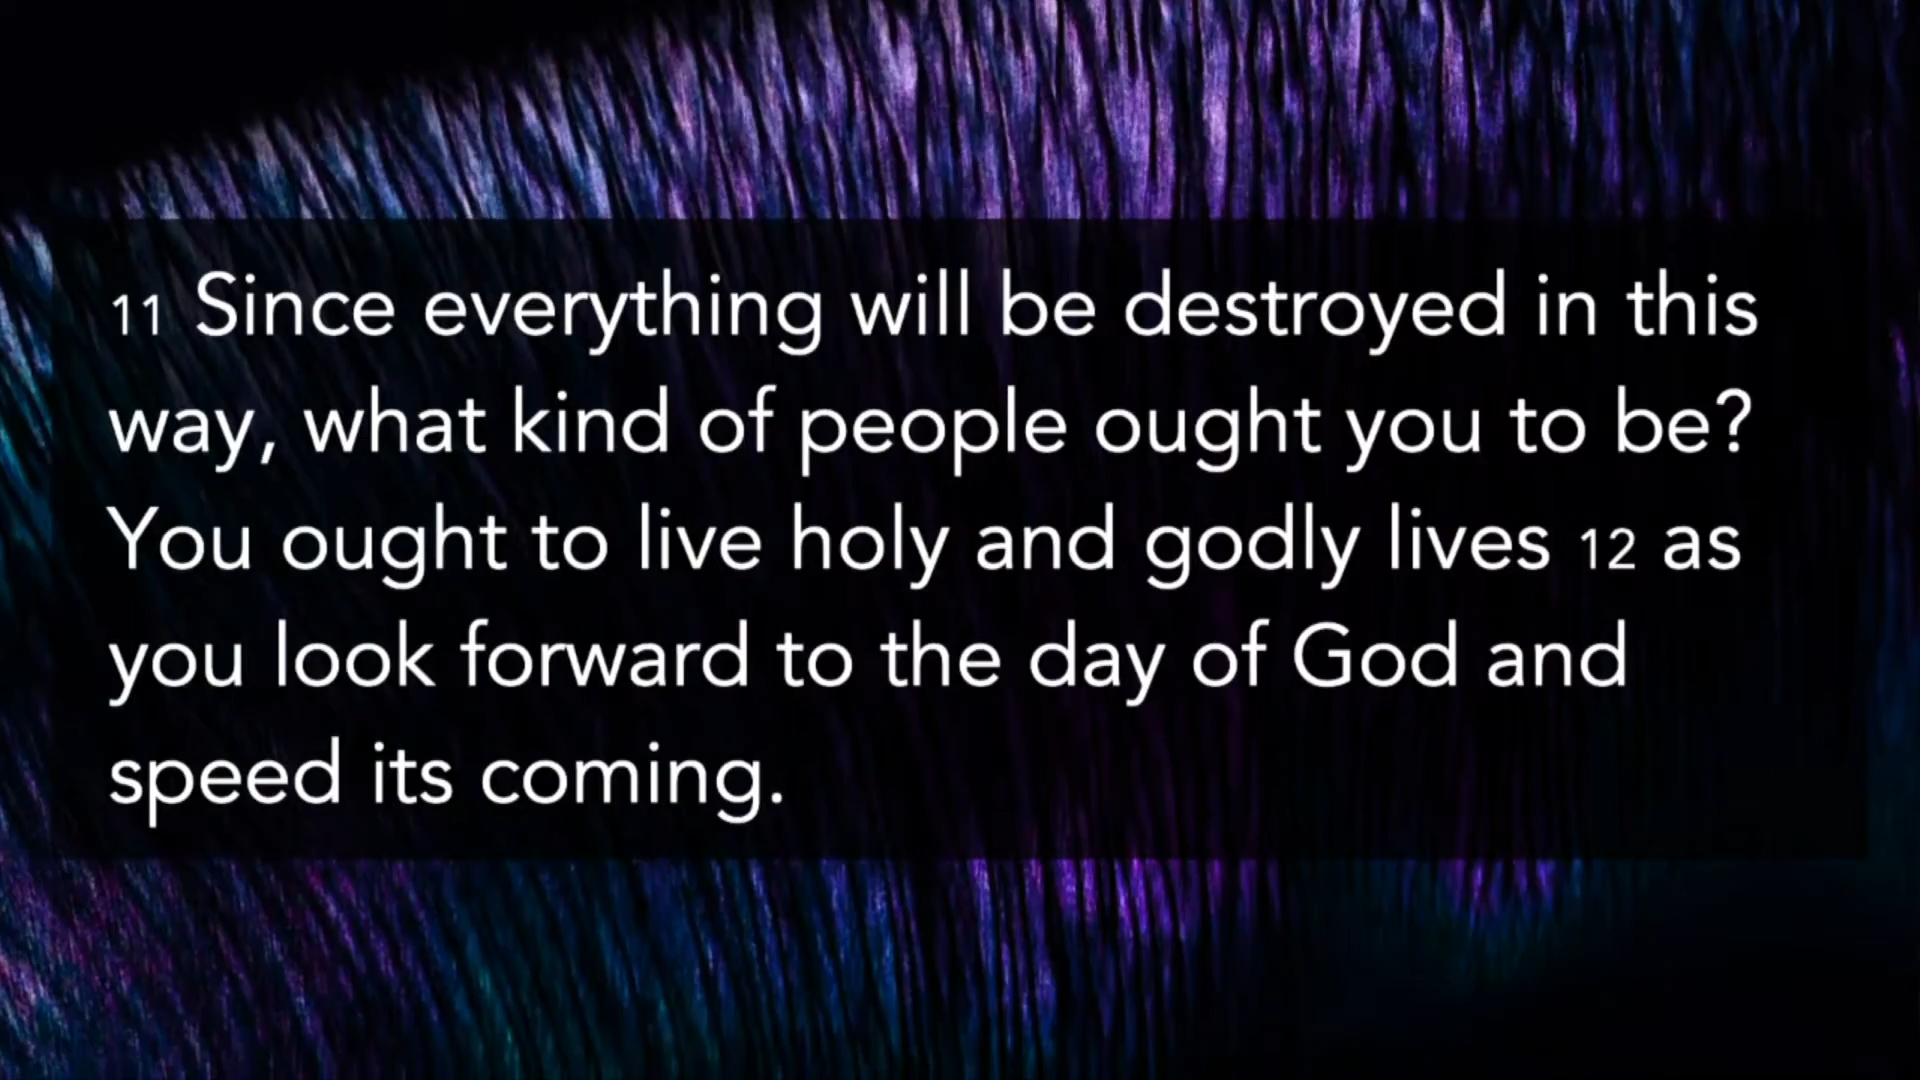 11 Since everything will be destroyed in this
way, what kind of people ought you to be?
You ought to live holy and godly lives 12 as
you look forward to the day of God and
speed its coming.